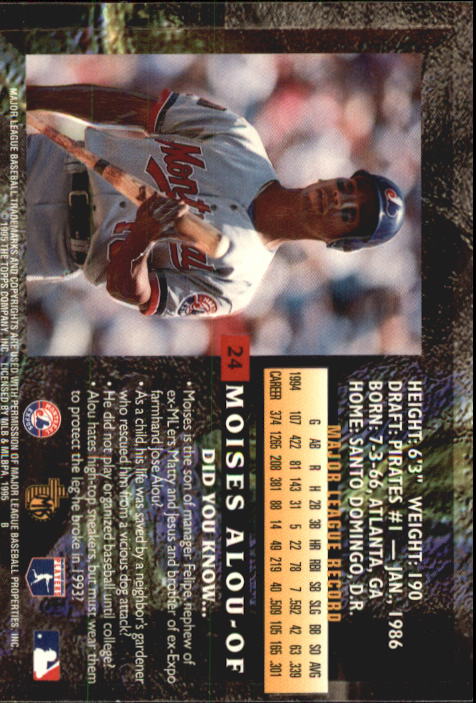 HEIGHT: 6'3" WEIGHT: 190
DRAFT: PIRATES #1 — JAN., 1986
BORN: 7-3-66, ATLANTA, GA
HOME: SANTO DOMINGO, D.R.
MAJOR LEAGUE RECORD
G AB R H 2B 3B HR RBI SB SLG BB SO AVG
1994 107 422 81 143 31 5 22 78 7 .592 42 63 .339
CAREER 374 1286 208 381 88 14 49 219 40 .509 105 165 .301
24 MOISES ALOU-OF
DID YOU KNOW...
• Moises is the son of manager Felipe, nephew of
ex-ML'ers Matty and Jesus and brother of ex-Expo
farmhand Jose Alou?
• As a child, his life was saved by a neighbor's gardener
who rescued him from a vicious dog attack?
• He did not play organized baseball until college?
• Alou hates high-top sneakers, but must wear them
to protect the leg he broke in 1993?
Montreal
PLAYERS
MAJOR LEAGUE BASEBALL TRADEMARKS AND COPYRIGHTS ARE USED WITH PERMISSION OF MAJOR LEAGUE BASEBALL PROPERTIES, INC.
© 1995 THE TOPPS COMPANY, INC. LICENSED BY MLB & MLBPA, 1995 B